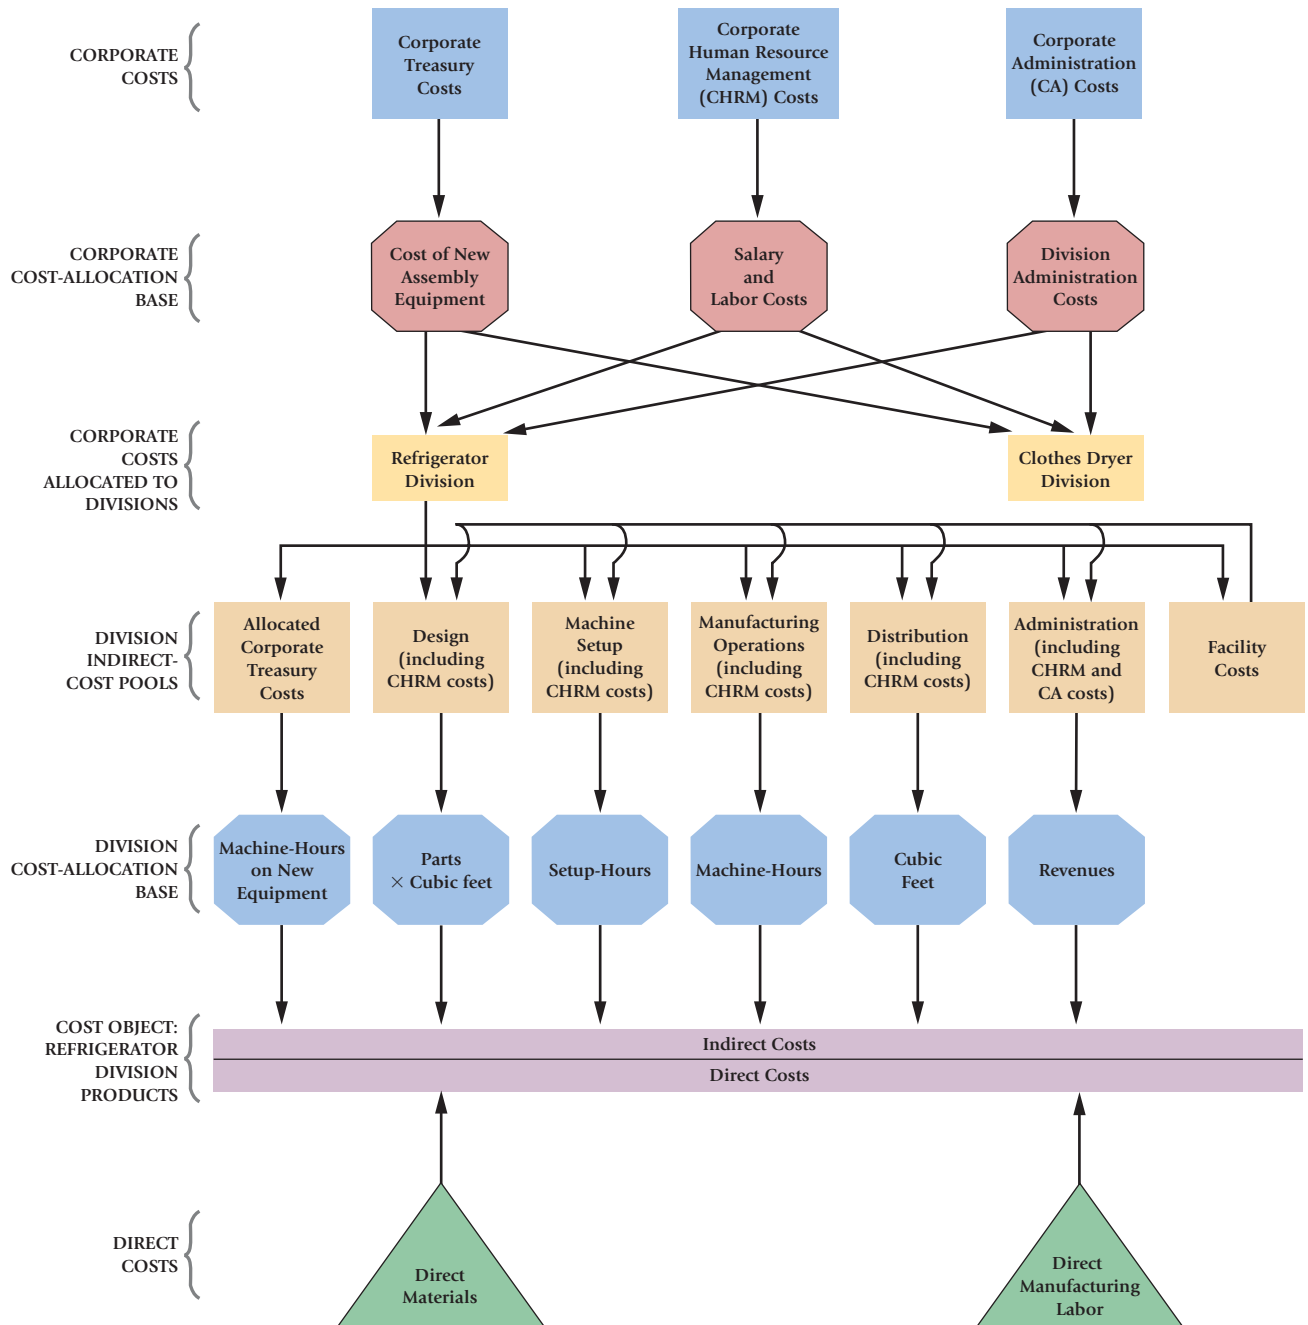 CORPORATE
COSTS
Corporate
Treasury
Costs
Corporate
Human Resource
Management
(CHRM) Costs
Corporate
Administration
(CA) Costs
CORPORATE
COST-ALLOCATION
BASE
Cost of New
Assembly
Equipment
Salary
and
Labor Costs
Division
Administration
Costs
CORPORATE
COSTS
ALLOCATED TO
DIVISIONS
Refrigerator
Division
Clothes Dryer
Division
DIVISION
INDIRECT-
COST POOLS
Allocated
Corporate
Treasury
Costs
Design
(including
CHRM costs)
Machine
Setup
(including
CHRM costs)
Manufacturing
Operations
(including
CHRM costs)
Distribution
(including
CHRM costs)
Administration
(including
CHRM and
CA costs)
Facility
Costs
DIVISION
COST-ALLOCATION
BASE
Machine-Hours
on New
Equipment
Parts
× Cubic feet
Setup-Hours
Machine-Hours
Cubic
Feet
Revenues
COST OBJECT:
REFRIGERATOR
DIVISION
PRODUCTS
Indirect Costs
Direct Costs
DIRECT
COSTS
Direct
Materials
Direct
Manufacturing
Labor